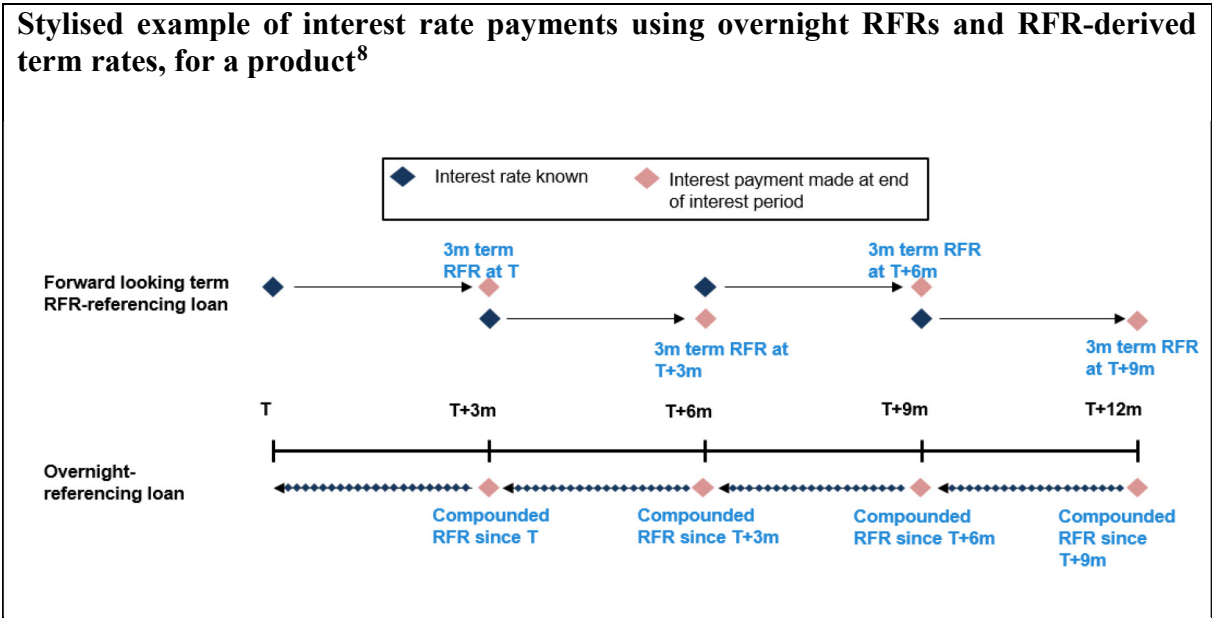 Stylised example of interest rate payments using overnight RFRs and RFR-derived
term rates, for a product8
Interest rate known
Interest payment made at end
of interest period
3m term
RFR at T
3m term RFR
at T+6m
Forward looking term
RFR-referencing loan
3m term RFR at
T+3m
3m term RFR
at T+9m
T
T+3m
T+6m
T+9m
T+12m
Overnight-
referencing loan
Compounded
RFR since T
Compounded
RFR since T+3m
Compounded
RFR since T+6m
Compounded
RFR since
T+9m